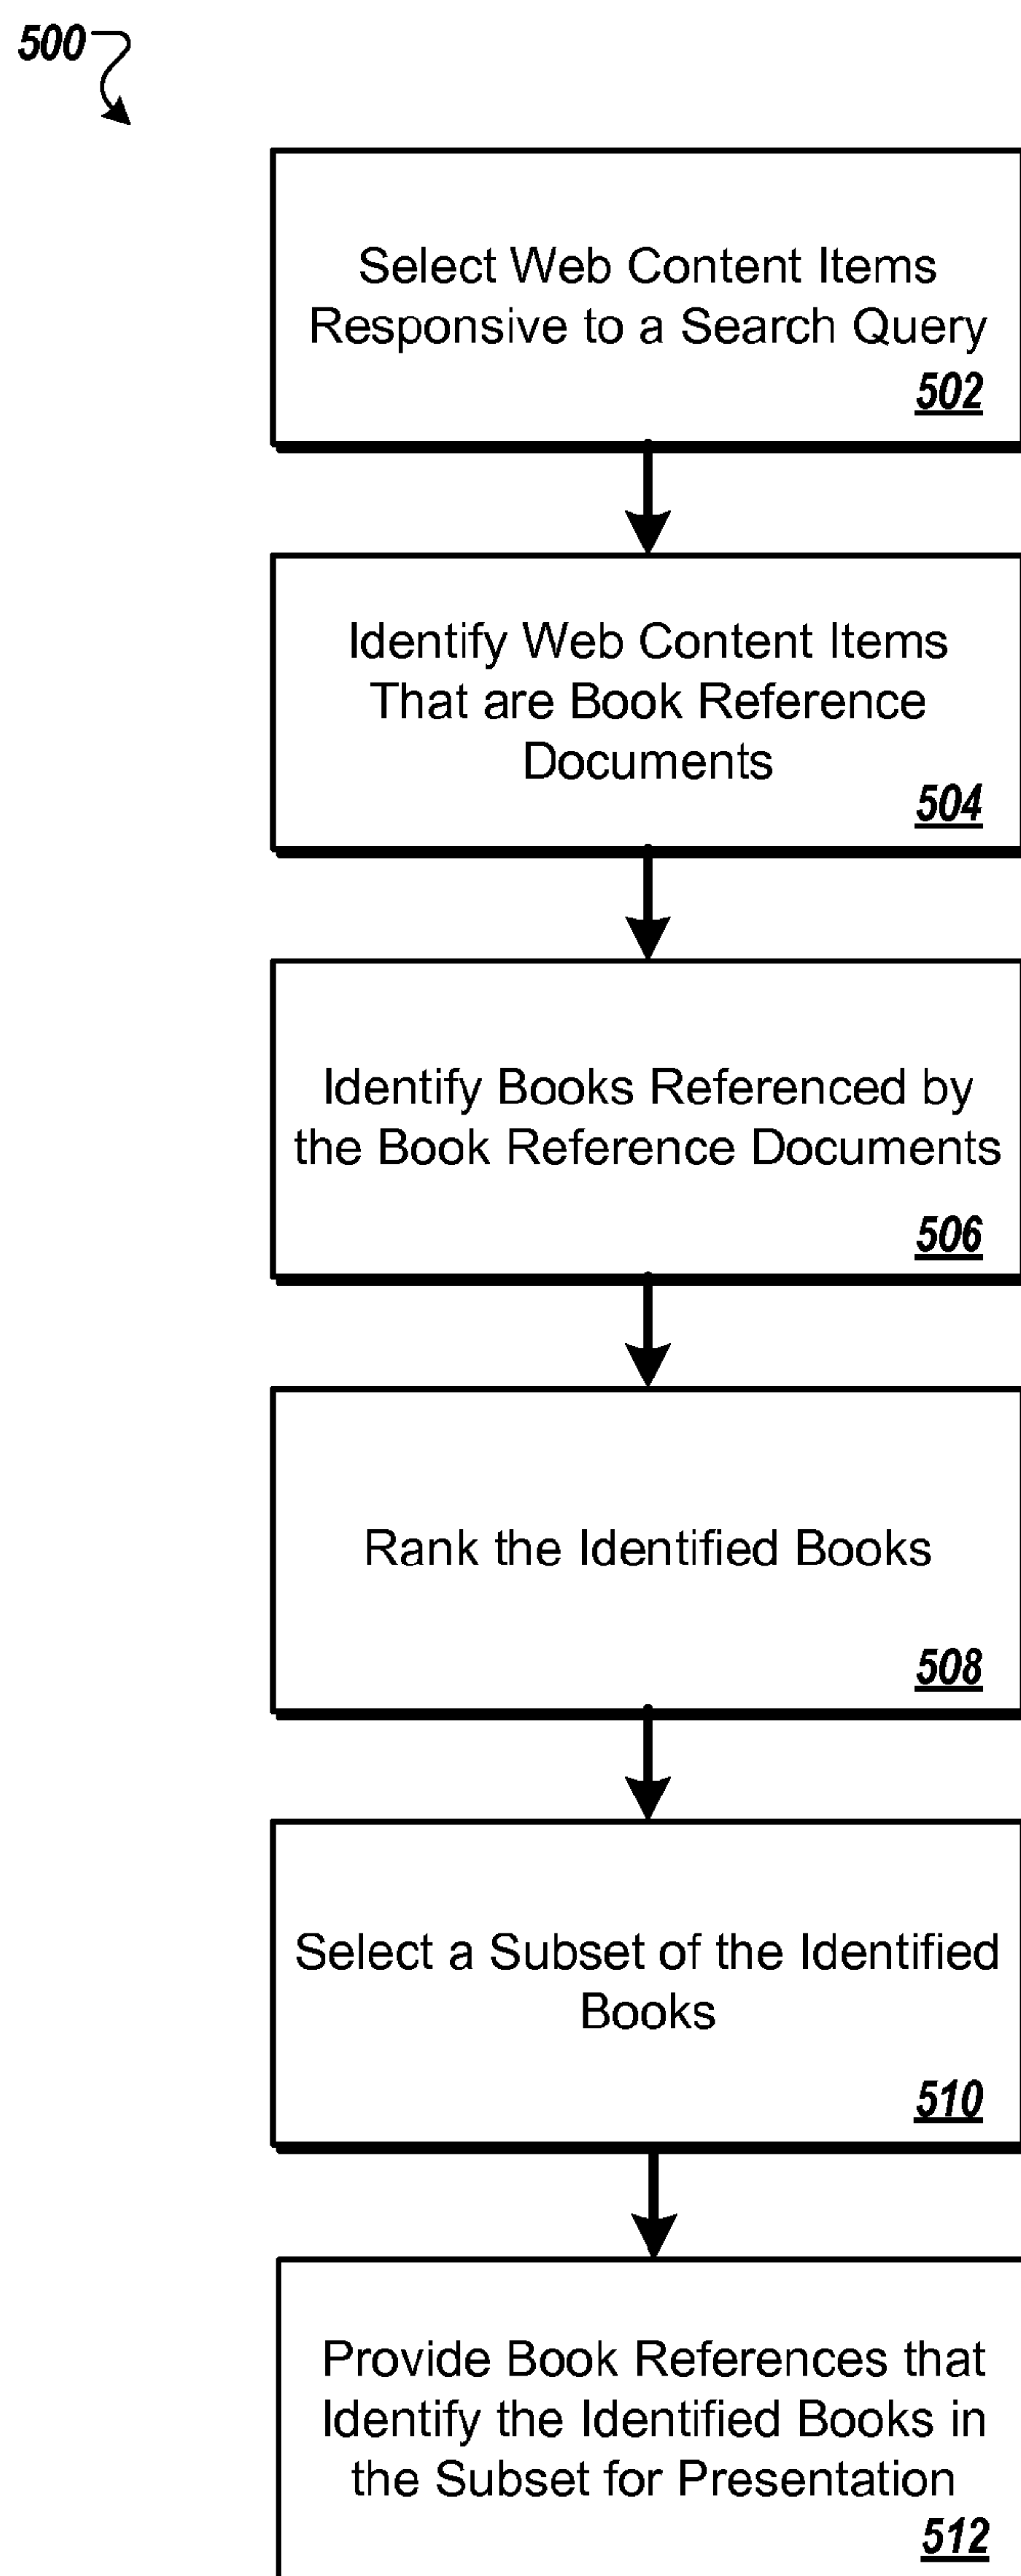 500
Select Web Content Items
Responsive to a Search Query
502
Identify Web Content Items
That are Book Reference
Documents
504
Identify Books Referenced by
the Book Reference Documents
506
Rank the Identified Books
508
Select a Subset of the Identified
Books
510
Provide Book References that
Identify the Identified Books in
the Subset for Presentation
512